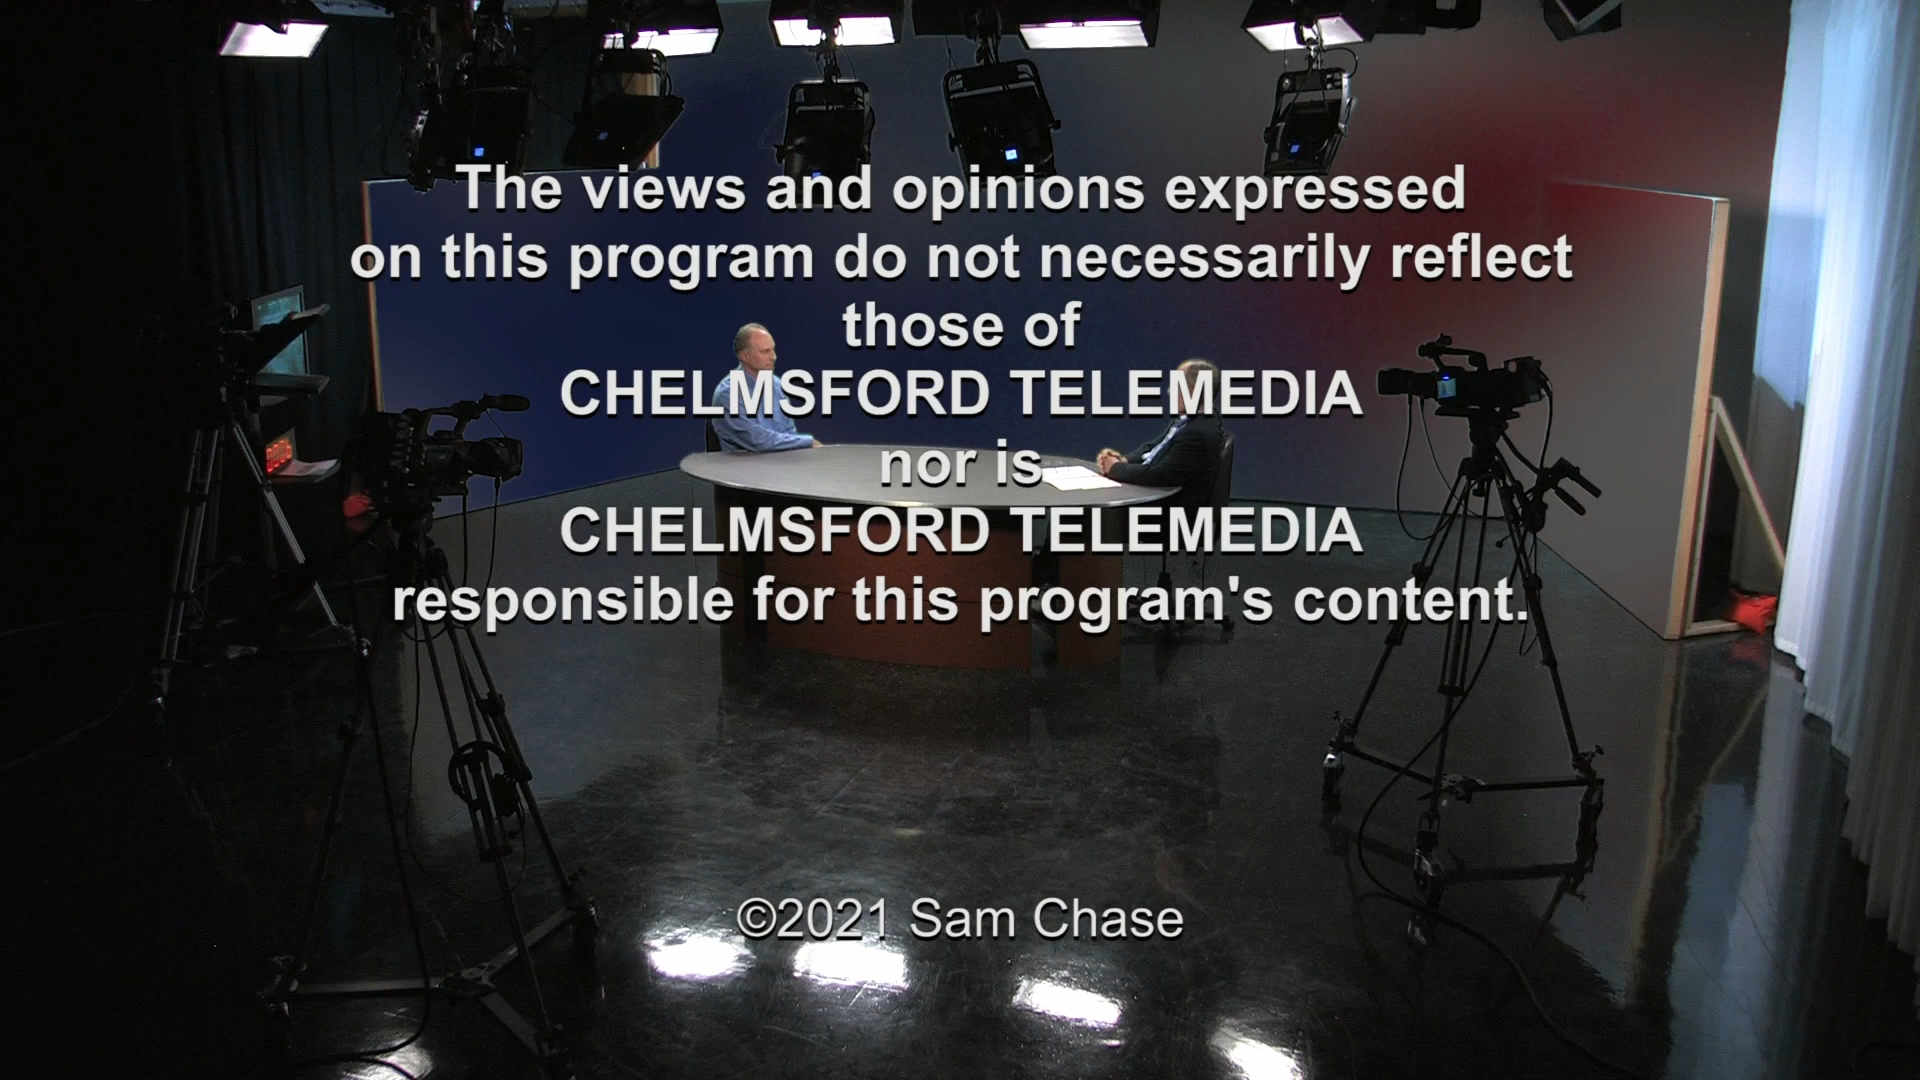 The views and opinions expressed
on this program do not necessarily reflect
those of
CHELMSFORD TELEMEDIA
nor is
CHELMSFORD TELEMEDIA
responsible for this program's content.
©2021 Sam Chase